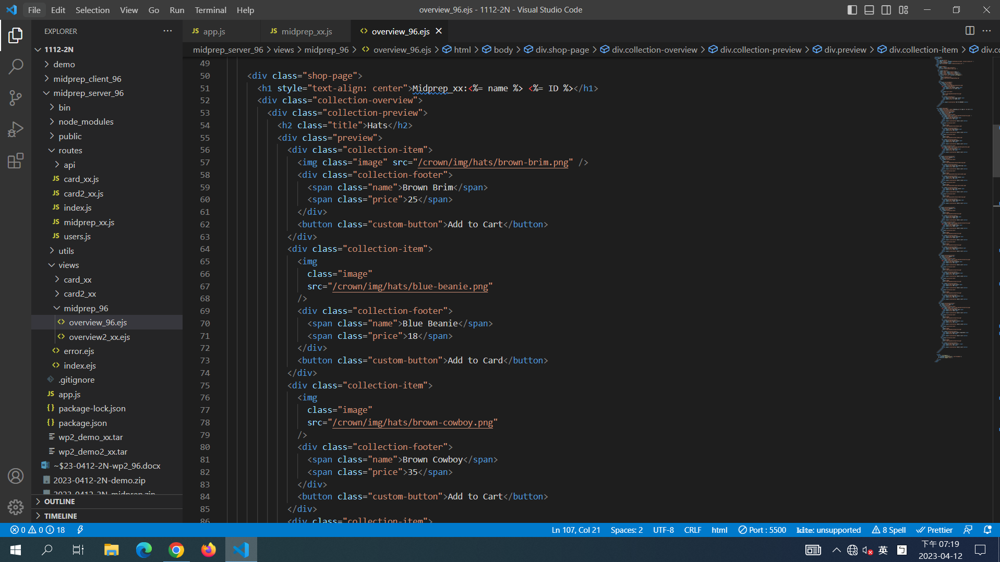 File Edit Selection View Go Run Terminal Help
overview_96.ejs - 1112-2N - Visual Studio Code
EXPLORER
1112-2N
demo
midprep_client_96
midprep_server_96
bin
node_modules
public
routes
api
JS card_xx.js
JS card2_xx.js
JS index.js
JS midprep_xx.js
JS users.js
utils
views
card_xx
card2_xx
midprep_96
overview_96.ejs
overview2_xx.ejs
error.ejs
index.ejs
.gitignore
JS app.js
package-lock.json
package.json
wp2_demo_xx.tar
wp2_demo2_xx.tar
~$23-0412-2N-wp2_96.docx
2023-0412-2N-demo.zip
2023-0412-2N-midprep.zip
OUTLINE
TIMELINE
JS app.js
JS midprep_xx.js
overview_96.ejs
midprep_server_96 > views > midprep_96 > overview_96.ejs > html > body > div.shop-page > div.collection-overview > div.collection-preview > div.preview > div.collection-item > div.co
49
50 <div class="shop-page">
51 <h1 style="text-align: center">Midprep_xx:<%= name %> <%= ID %></h1>
52 <div class="collection-overview">
53 <div class="collection-preview">
54 <h2 class="title">Hats</h2>
55 <div class="preview">
56 <div class="collection-item">
57 <img class="image" src="/crown/img/hats/brown-brim.png" />
58 <div class="collection-footer">
59 <span class="name">Brown Brim</span>
60 <span class="price">25</span>
61 </div>
62 <button class="custom-button">Add to Cart</button>
63 </div>
64 <div class="collection-item">
65 <img
66 class="image"
67 src="/crown/img/hats/blue-beanie.png"
68 />
69 <div class="collection-footer">
70 <span class="name">Blue Beanie</span>
71 <span class="price">18</span>
72 </div>
73 <button class="custom-button">Add to Card</button>
74 </div>
75 <div class="collection-item">
76 <img
77 class="image"
78 src="/crown/img/hats/brown-cowboy.png"
79 />
80 <div class="collection-footer">
81 <span class="name">Brown Cowboy</span>
82 <span class="price">35</span>
83 </div>
84 <button class="custom-button">Add to Cart</button>
85 </div>
86 <div class="collection-item">
0 0 18
Ln 107, Col 21 Spaces: 2 UTF-8 CRLF html Port : 5500 kite: unsupported 8 Spell Prettier
英
下午 07:19
2023-04-12